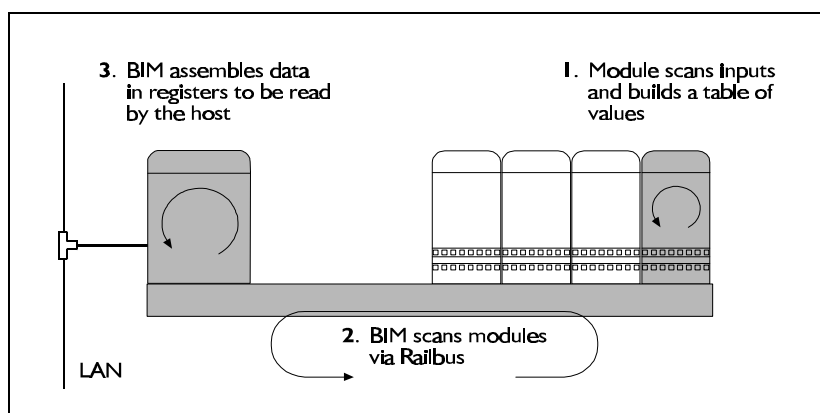 3. BIM assembles data
in registers to be read
by the host
1. Module scans inputs
and builds a table of
values
2. BIM scans modules
via Railbus
LAN